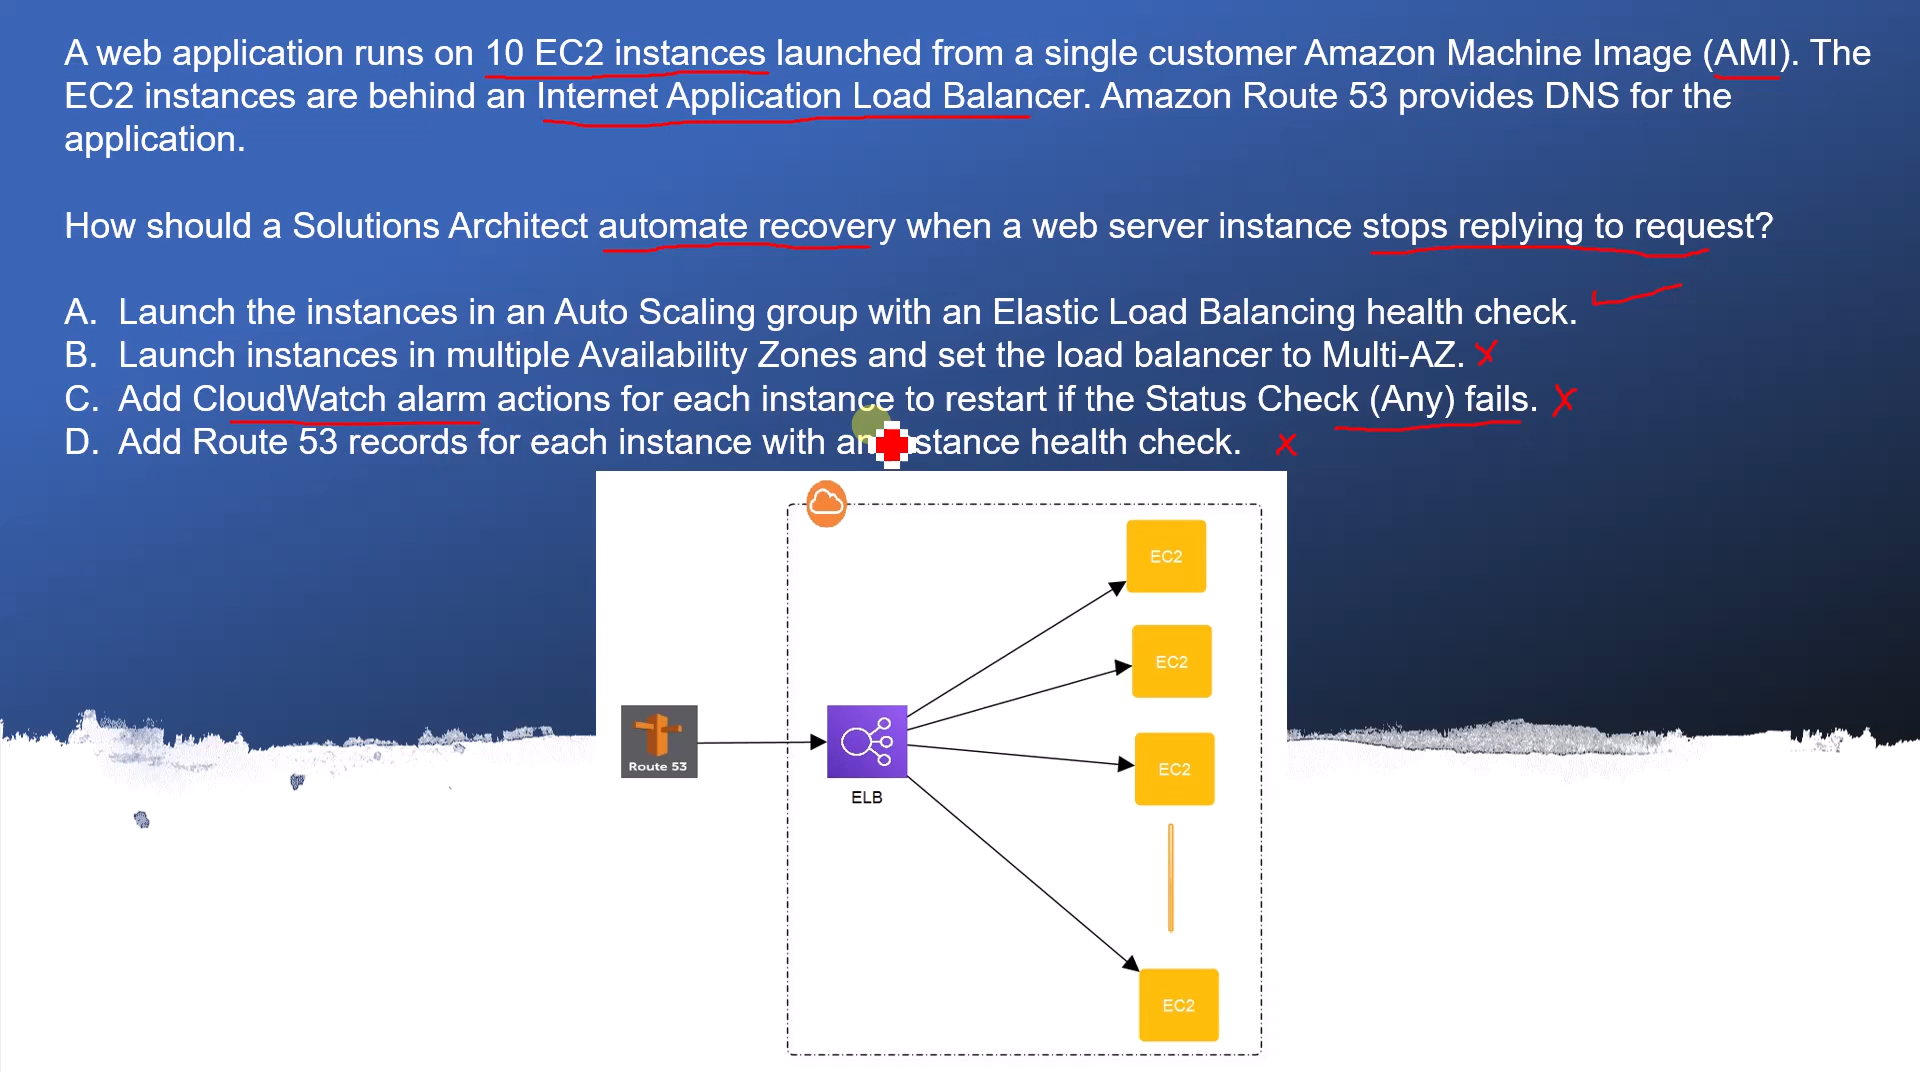 A web application runs on 10 EC2 instances launched from a single customer Amazon Machine Image (AMI). The
EC2 instances are behind an Internet Application Load Balancer. Amazon Route 53 provides DNS for the
application.
How should a Solutions Architect automate recovery when a web server instance stops replying to request?
A. Launch the instances in an Auto Scaling group with an Elastic Load Balancing health check.
B. Launch instances in multiple Availability Zones and set the load balancer to Multi-AZ.
C. Add CloudWatch alarm actions for each instance to restart if the Status Check (Any) fails.
D. Add Route 53 records for each instance with an stance health check.
EC2
EC2
Route 53
ELB
EC2
EC2